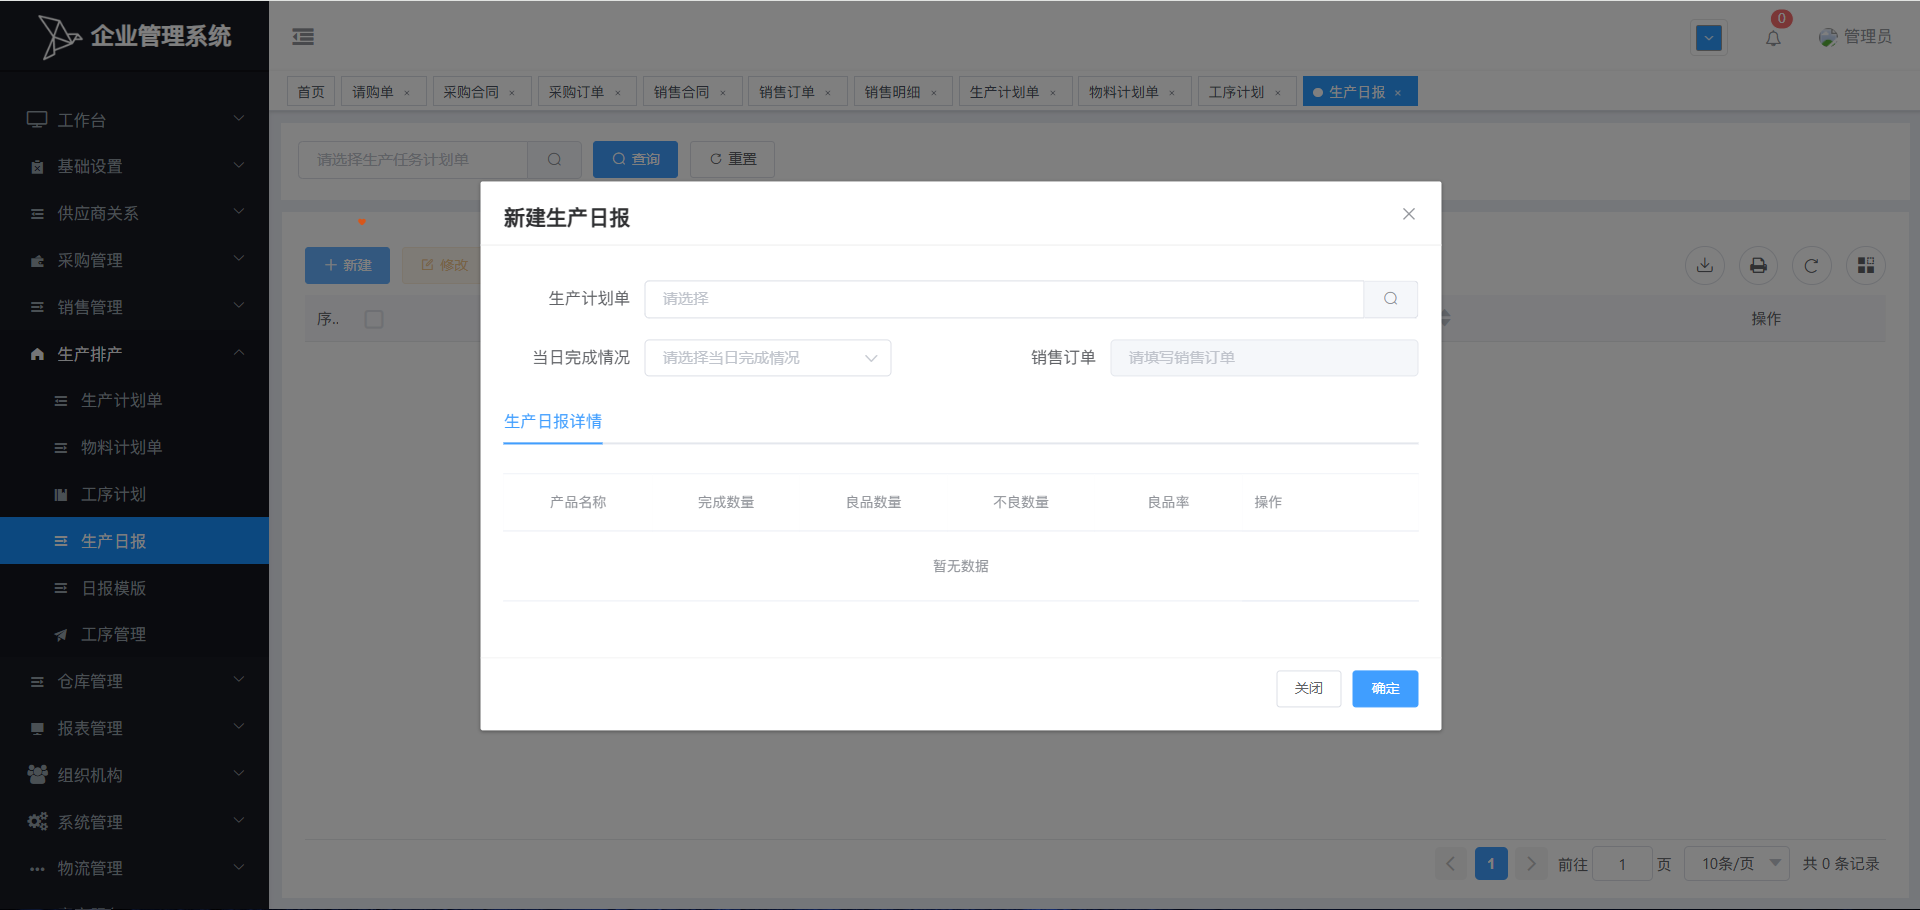 企业管理系统
0
管理员
首页 请购单 × 采购合同 × 采购订单 × 销售合同 × 销售订单 × 销售明细 × 生产计划单 × 物料计划单 × 工序计划 × 生产日报 ×
工作台
基础设置
供应商关系
采购管理
销售管理
生产排产
生产计划单
物料计划单
工序计划
生产日报
日报模版
工序管理
仓库管理
报表管理
组织机构
系统管理
物流管理
请选择生产任务计划单 查询 重置
新建 修改
序.. 操作
新建生产日报
生产计划单 请选择
当日完成情况 请选择当日完成情况 销售订单 请填写销售订单
生产日报详情
产品名称 完成数量 良品数量 不良数量 良品率 操作
暂无数据
关闭 确定
1 前往 1 页 10条/页 共 0 条记录